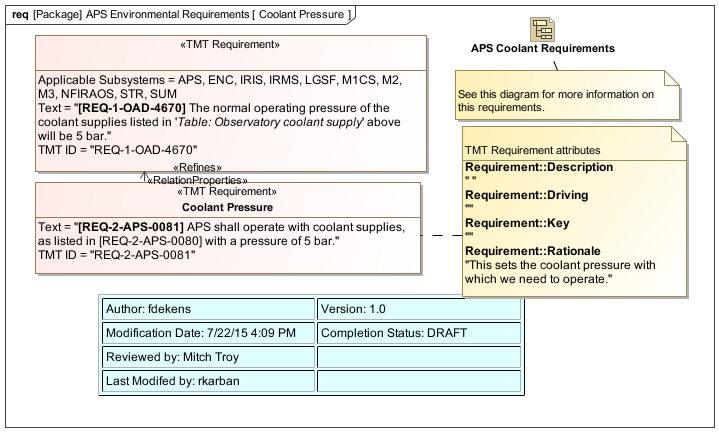 req [Package] APS Environmental Requirements [ Coolant Pressure ]
«TMT Requirement»
Applicable Subsystems = APS, ENC, IRIS, IRMS, LGSF, M1CS, M2,
M3, NFIRAOS, STR, SUM
Text = "[REQ-1-OAD-4670] The normal operating pressure of the
coolant supplies listed in 'Table: Observatory coolant supply' above
will be 5 bar."
TMT ID = "REQ-1-OAD-4670"
«Refines»
«RelationProperties»
«TMT Requirement»
Coolant Pressure
Text = "[REQ-2-APS-0081] APS shall operate with coolant supplies,
as listed in [REQ-2-APS-0080] with a pressure of 5 bar."
TMT ID = "REQ-2-APS-0081"
APS Coolant Requirements
See this diagram for more information on
this requirements.
TMT Requirement attributes
Requirement::Description
" "
Requirement::Driving
""
Requirement::Key
""
Requirement::Rationale
"This sets the coolant pressure with
which we need to operate."
Author: fdekens
Version: 1.0
Modification Date: 7/22/15 4:09 PM
Completion Status: DRAFT
Reviewed by: Mitch Troy
Last Modifed by: rkarban